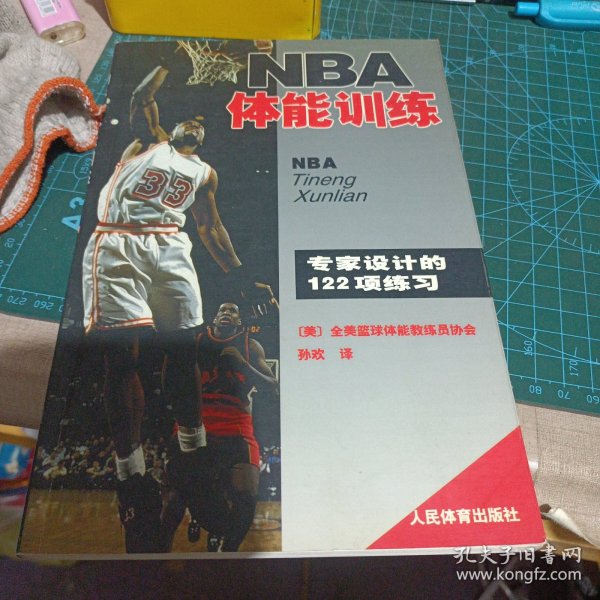 NBA
体能训练
NBA
Tineng
Xunlian
专家设计的
122项练习
〔美〕全美篮球体能教练员协会
孙欢 译
人民体育出版社
33
A3
孔夫子旧书网
www.kongfz.com